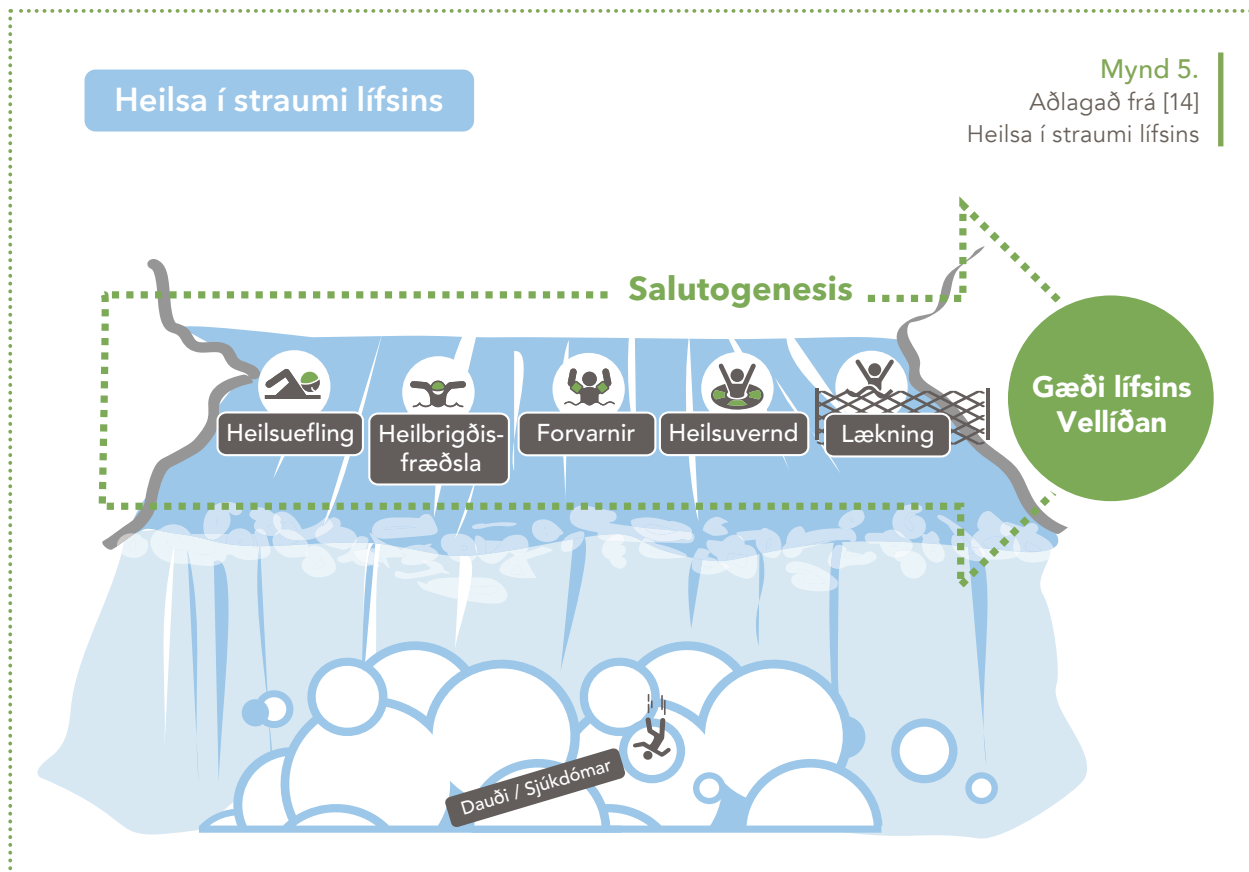 Heilsa í straumi lífsins
Mynd 5.
Aðlagað frá [14]
Heilsa í straumi lífsins
Salutogenesis
Heilsuefling
Heilbrigðis-
fræðsla
Forvarnir
Heilsuvernd
Lækning
Gæði lífsins
Vellíðan
Dauði / Sjúkdómar